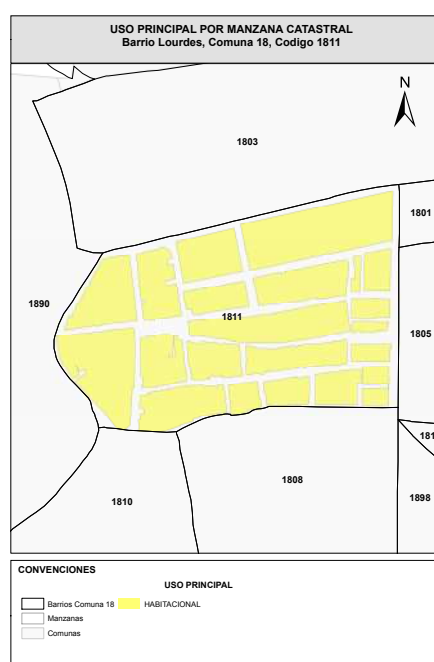 USO PRINCIPAL POR MANZANA CATASTRAL
Barrio Lourdes, Comuna 18, Codigo 1811
N
1803
1801
1890
1811
1805
181
1808
1810
1898
CONVENCIONES
USO PRINCIPAL
Barrios Comuna 18 HABITACIONAL
Manzanas
Comunas